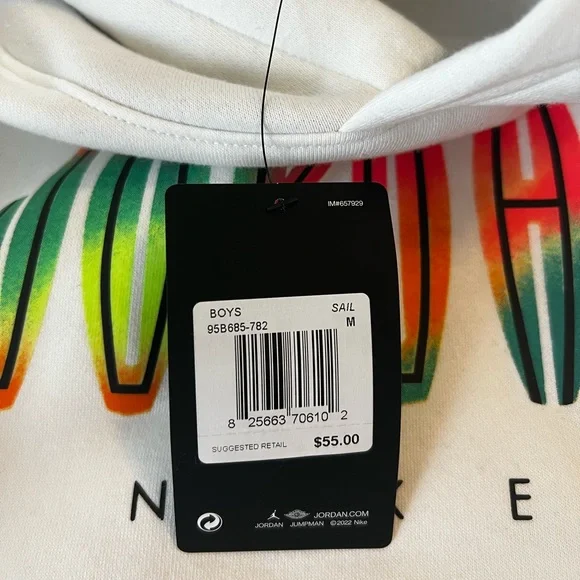 IM#657929
BOYS SAIL
95B685-782 M
8 25663 70610 2
SUGGESTED RETAIL $55.00
JORDAN.COM
JORDAN JUMPMAN ©2022 Nike
N E